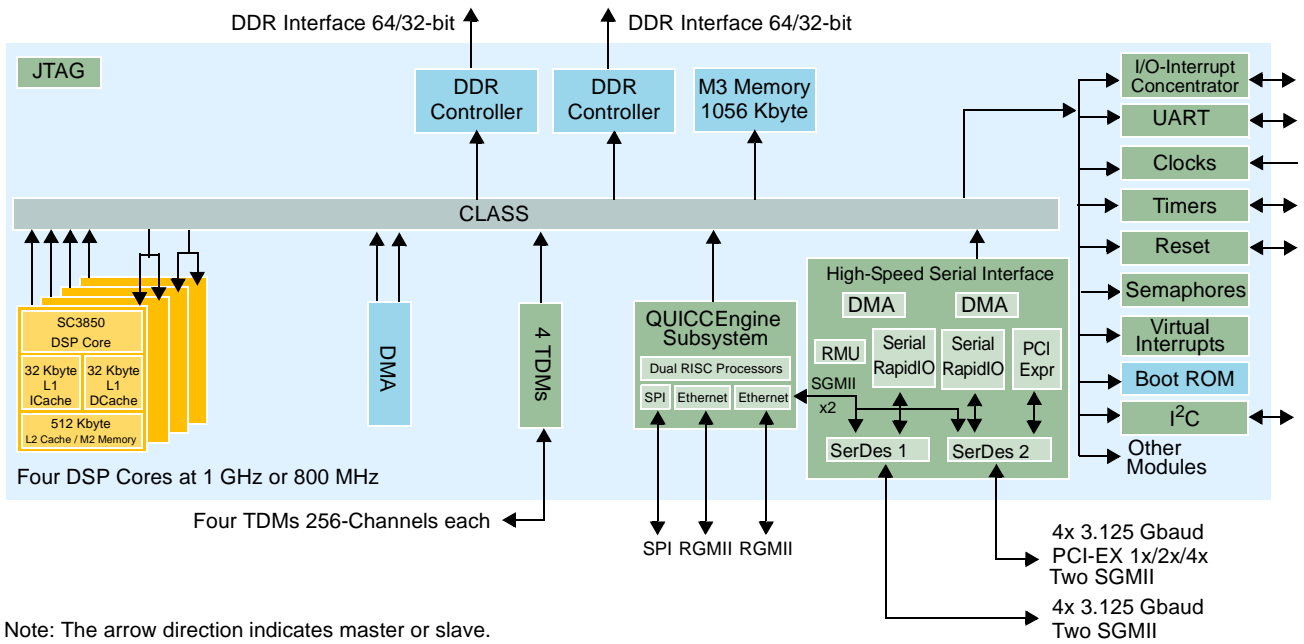 DDR Interface 64/32-bit
DDR Interface 64/32-bit
JTAG
DDR
Controller
DDR
Controller
M3 Memory
1056 Kbyte
I/O-Interrupt
Concentrator
UART
Clocks
Timers
Reset
Semaphores
Virtual
Interrupts
Boot ROM
I²C
Other
Modules
CLASS
SC3850
DSP Core
32 Kbyte
L1
ICache
32 Kbyte
L1
DCache
512 Kbyte
L2 Cache / M2 Memory
Four DSP Cores at 1 GHz or 800 MHz
DMA
4 TDMs
Four TDMs 256-Channels each
QUICCEngine
Subsystem
Dual RISC Processors
SPI
Ethernet
Ethernet
SPI
RGMII
RGMII
High-Speed Serial Interface
DMA
DMA
RMU
Serial
RapidIO
Serial
RapidIO
PCI
Expr
SGMII
x2
SerDes 1
SerDes 2
4x 3.125 Gbaud
PCI-EX 1x/2x/4x
Two SGMII
4x 3.125 Gbaud
Two SGMII
Note: The arrow direction indicates master or slave.